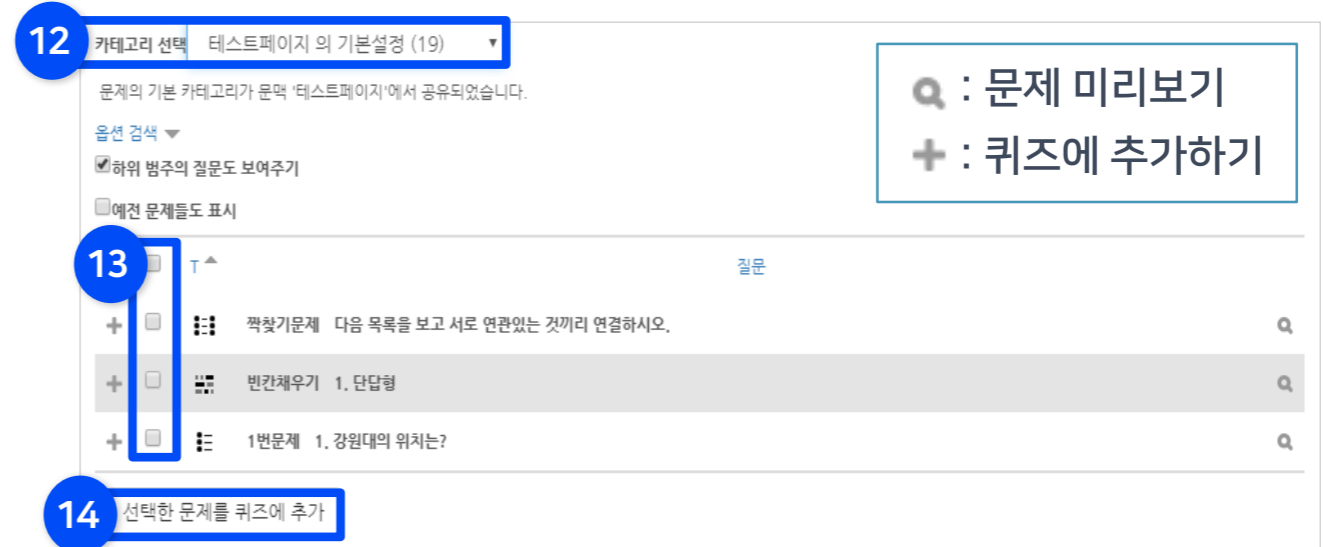 12 카테고리 선택 테스트페이지 의 기본설정 (19)
문제의 기본 카테고리가 문맥 '테스트페이지'에서 공유되었습니다.
옵션 검색
하위 범주의 질문도 보여주기
예전 문제들도 표시
: 문제 미리보기
: 퀴즈에 추가하기
13 T 질문
짝찾기문제 다음 목록을 보고 서로 연관있는 것끼리 연결하시오.
빈칸채우기 1. 단답형
1번문제 1. 강원대의 위치는?
14 선택한 문제를 퀴즈에 추가